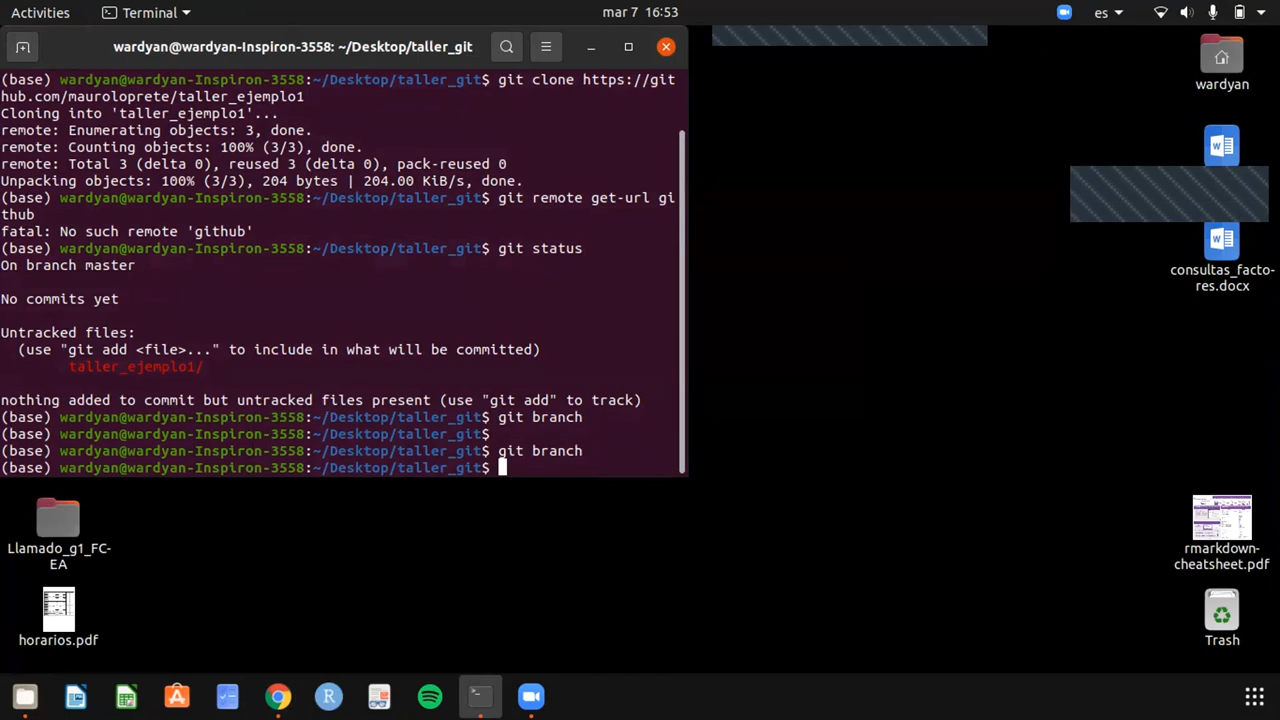 Activities
Terminal
mar 7 16:53
es
wardyan@wardyan-Inspiron-3558: ~/Desktop/taller_git
(base) wardyan@wardyan-Inspiron-3558:~/Desktop/taller_git$ git clone https://git
hub.com/mauroloprete/taller_ejemplo1
Cloning into 'taller_ejemplo1'...
remote: Enumerating objects: 3, done.
remote: Counting objects: 100% (3/3), done.
remote: Total 3 (delta 0), reused 3 (delta 0), pack-reused 0
Unpacking objects: 100% (3/3), 204 bytes | 204.00 KiB/s, done.
(base) wardyan@wardyan-Inspiron-3558:~/Desktop/taller_git$ git remote get-url gi
thub
fatal: No such remote 'github'
(base) wardyan@wardyan-Inspiron-3558:~/Desktop/taller_git$ git status
On branch master
No commits yet
Untracked files:
(use "git add <file>..." to include in what will be committed)
taller_ejemplo1/
nothing added to commit but untracked files present (use "git add" to track)
(base) wardyan@wardyan-Inspiron-3558:~/Desktop/taller_git$ git branch
(base) wardyan@wardyan-Inspiron-3558:~/Desktop/taller_git$
(base) wardyan@wardyan-Inspiron-3558:~/Desktop/taller_git$ git branch
(base) wardyan@wardyan-Inspiron-3558:~/Desktop/taller_git$
wardyan
consultas_facto-
res.docx
Llamado_g1_FC-
EA
horarios.pdf
rmarkdown-
cheatsheet.pdf
Trash